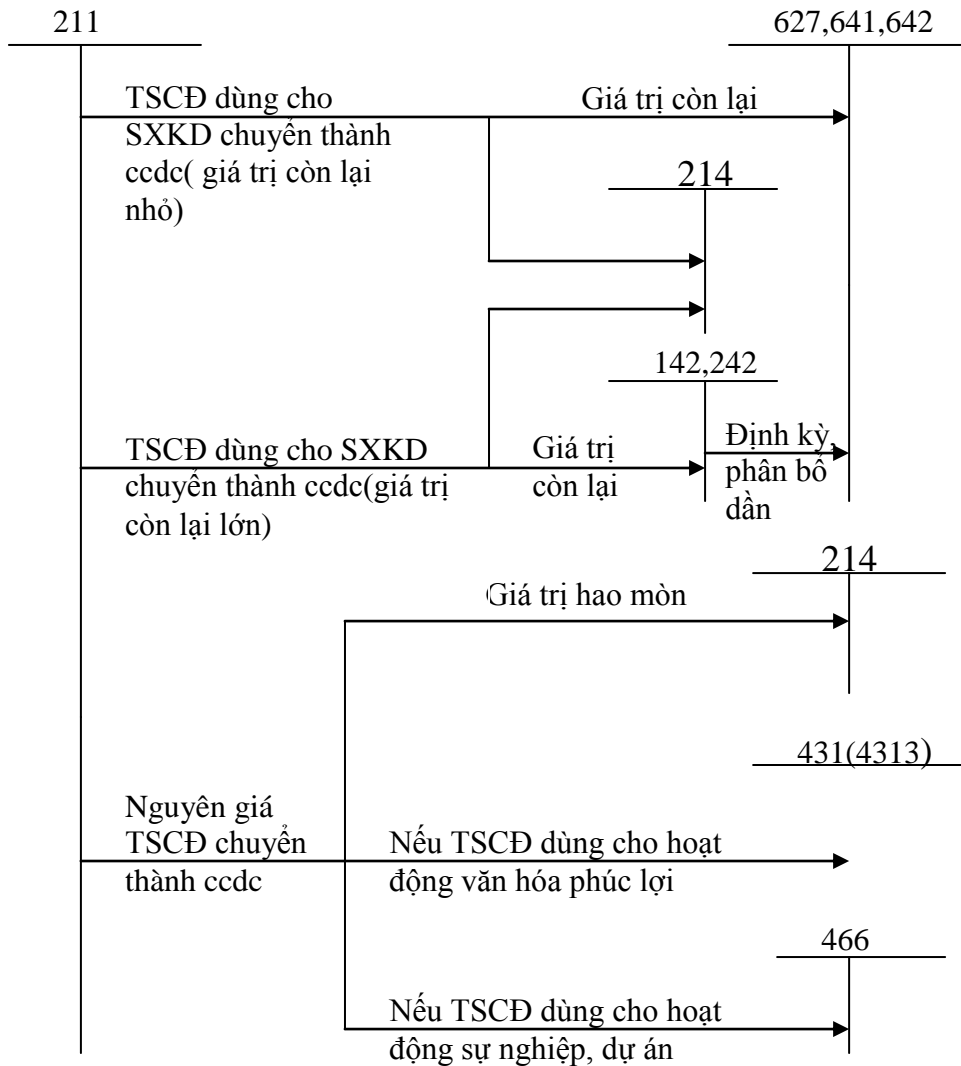 211
627,641,642
TSCĐ dùng cho
SXKD chuyển thành
ccdc( giá trị còn lại
nhỏ)
Giá trị còn lại
214
142,242
TSCĐ dùng cho SXKD
chuyển thành ccdc(giá trị
còn lại lớn)
Giá trị
còn lại
Định kỳ,
phân bổ
dần
214
Giá trị hao mòn
431(4313)
Nguyên giá
TSCĐ chuyển
thành ccdc
Nếu TSCĐ dùng cho hoạt
động văn hóa phúc lợi
466
Nếu TSCĐ dùng cho hoạt
động sự nghiệp, dự án